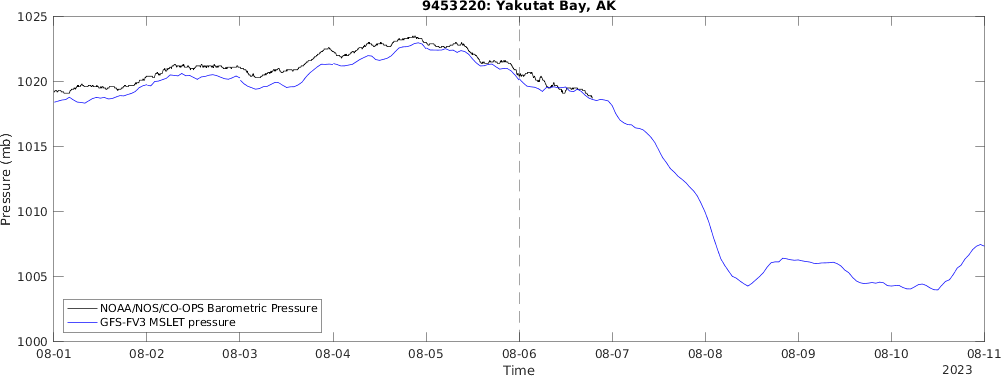 9453220: Yakutat Bay, AK
Pressure (mb)
1025
1020
1015
1010
1005
1000
NOAA/NOS/CO-OPS Barometric Pressure
GFS-FV3 MSLET pressure
08-01 08-02 08-03 08-04 08-05 08-06 08-07 08-08 08-09 08-10 08-11
Time
2023